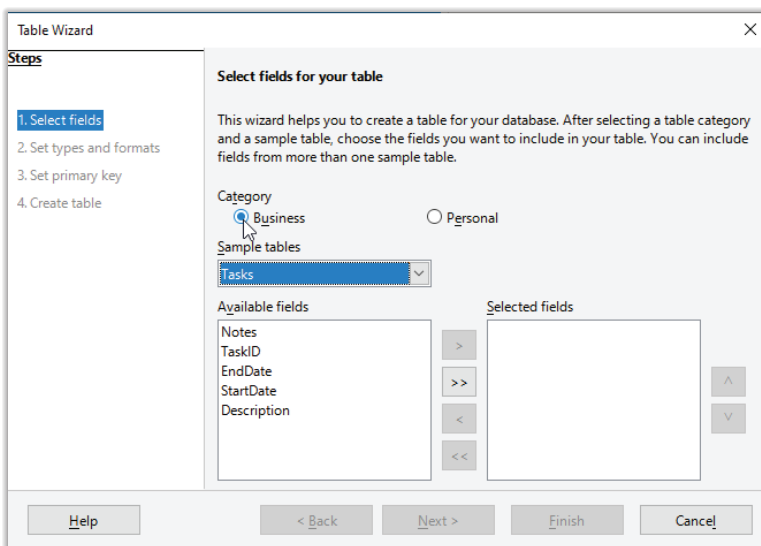 Table Wizard
Steps
1. Select fields
2. Set types and formats
3. Set primary key
4. Create table
Select fields for your table
This wizard helps you to create a table for your database. After selecting a table category
and a sample table, choose the fields you want to include in your table. You can include
fields from more than one sample table.
Category
Business
Personal
Sample tables
Tasks
Available fields
Selected fields
Notes
TaskID
EndDate
StartDate
Description
>
>>
<
<<
Help
< Back
Next >
Finish
Cancel